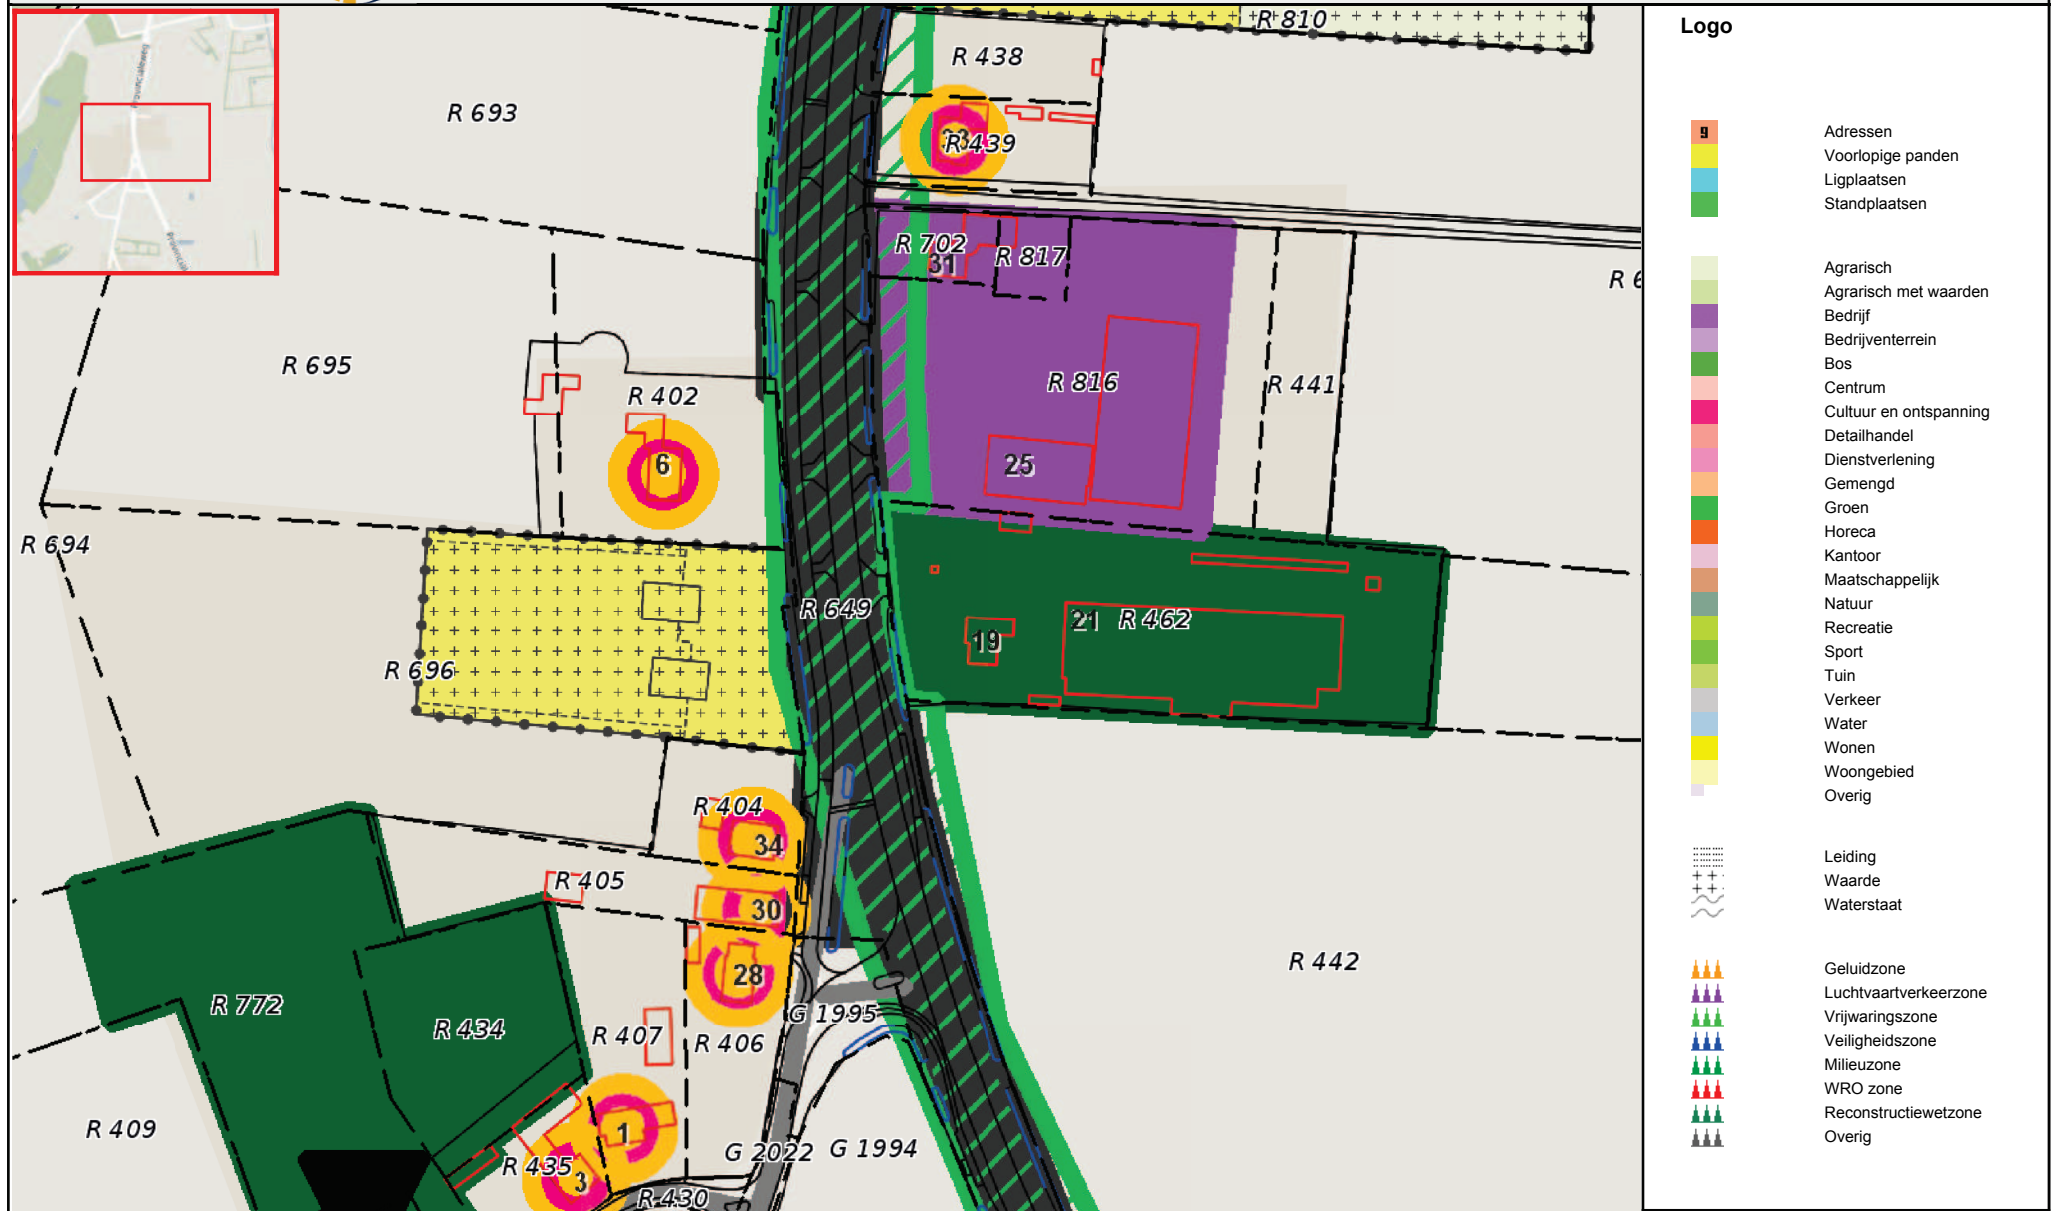 Logo
Adressen
9
Voorlopige panden
Ligplaatsen
Standplaatsen
Agrarisch
Agrarisch met waarden
Bedrijf
Bedrijventerrein
Bos
Centrum
Cultuur en ontspanning
Detailhandel
Dienstverlening
Gemengd
Groen
Horeca
Kantoor
Maatschappelijk
Natuur
Recreatie
Sport
Tuin
Verkeer
Water
Wonen
Woongebied
Overig
Leiding
Waarde
Waterstaat
Geluidzone
Luchtvaartverkeerzone
Vrijwaringszone
Veiligheidszone
Milieuzone
WRO zone
Reconstructiewetzone
Overig
R 810
R 438
R 693
R 439
R 702
31
R 817
R 6
R 695
R 402
R 816
R 441
6
25
R 694
R 649
21
R 462
19
R 696
R 404
34
R 405
30
R 442
28
R 772
G 1995
R 434
R 407
R 406
R 409
1
G 2022
G 1994
R 435
3
R 430